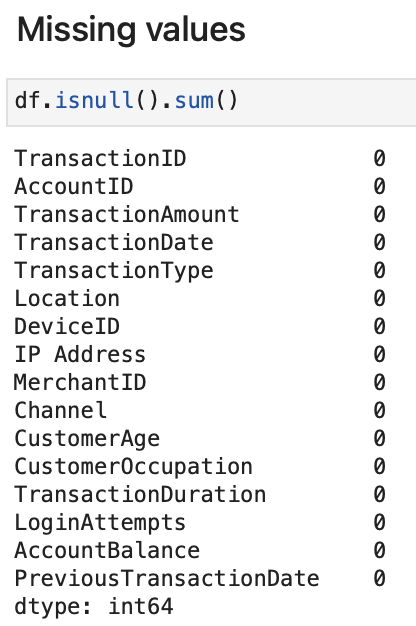 Missing values
df.isnull().sum()
TransactionID 0
AccountID 0
TransactionAmount 0
TransactionDate 0
TransactionType 0
Location 0
DeviceID 0
IP Address 0
MerchantID 0
Channel 0
CustomerAge 0
CustomerOccupation 0
TransactionDuration 0
LoginAttempts 0
AccountBalance 0
PreviousTransactionDate 0
dtype: int64